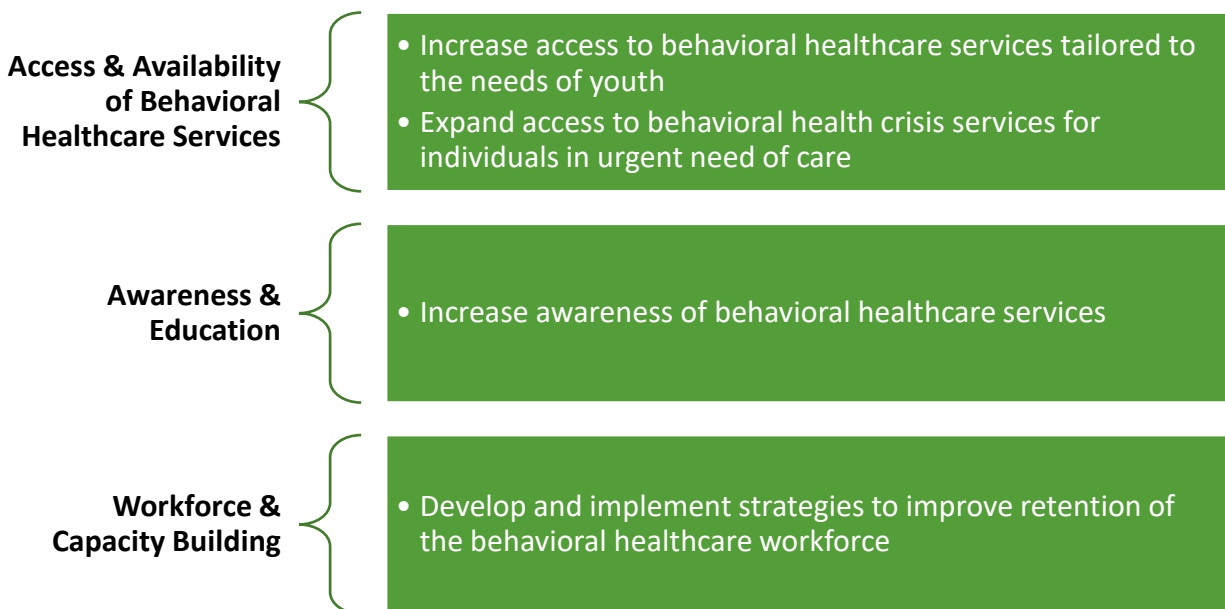 Access & Availability
of Behavioral
Healthcare Services
• Increase access to behavioral healthcare services tailored to
the needs of youth
• Expand access to behavioral health crisis services for
individuals in urgent need of care
Awareness &
Education
• Increase awareness of behavioral healthcare services
Workforce &
Capacity Building
• Develop and implement strategies to improve retention of
the behavioral healthcare workforce